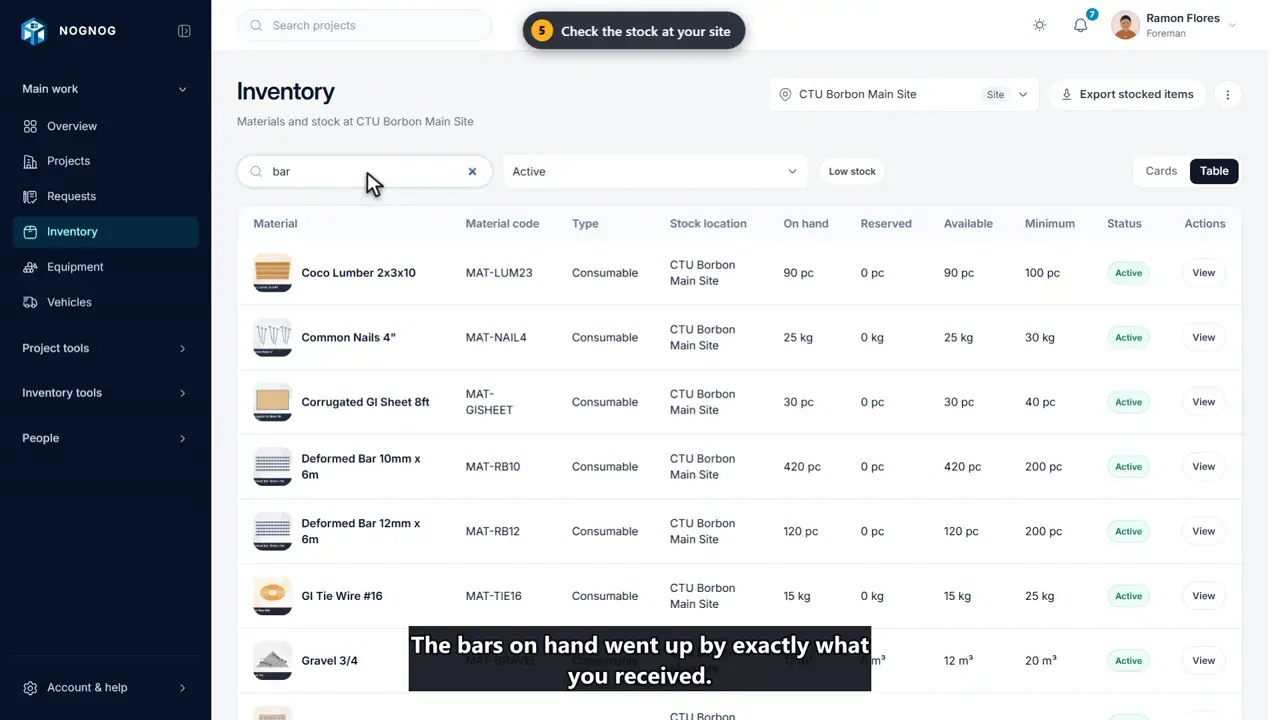 NOGNOG
Search projects
5 Check the stock at your site
7
Ramon Flores
Foreman
Main work
Overview
Projects
Requests
Inventory
Equipment
Vehicles
Project tools
Inventory tools
People
Account & help
Inventory
Materials and stock at CTU Borbon Main Site
CTU Borbon Main Site Site
Export stocked items
bar
Active
Low stock
Cards Table
Material Material code Type Stock location On hand Reserved Available Minimum Status Actions
Coco Lumber 2x3x10 MAT-LUM23 Consumable CTU Borbon Main Site 90 pc 0 pc 90 pc 100 pc Active View
Common Nails 4" MAT-NAIL4 Consumable CTU Borbon Main Site 25 kg 0 kg 25 kg 30 kg Active View
Corrugated GI Sheet 8ft MAT-GISHEET Consumable CTU Borbon Main Site 30 pc 0 pc 30 pc 40 pc Active View
Deformed Bar 10mm x 6m MAT-RB10 Consumable CTU Borbon Main Site 420 pc 0 pc 420 pc 200 pc Active View
Deformed Bar 12mm x 6m MAT-RB12 Consumable CTU Borbon Main Site 120 pc 0 pc 120 pc 200 pc Active View
GI Tie Wire #16 MAT-TIE16 Consumable CTU Borbon Main Site 15 kg 0 kg 15 kg 25 kg Active View
Gravel 3/4 12 m³ 20 m³ Active View
CTU Borbon
The bars on hand went up by exactly what
you received.